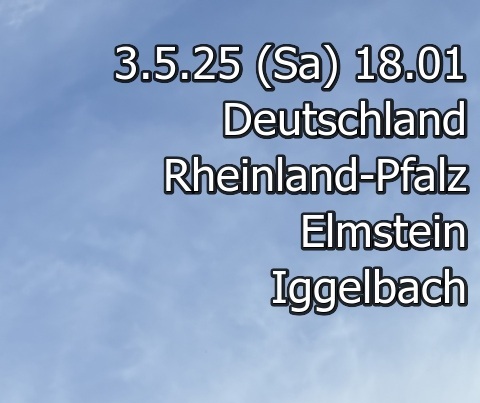 3.5.25 (Sa) 18.01
Deutschland
Rheinland-Pfalz
Elmstein
Iggelbach